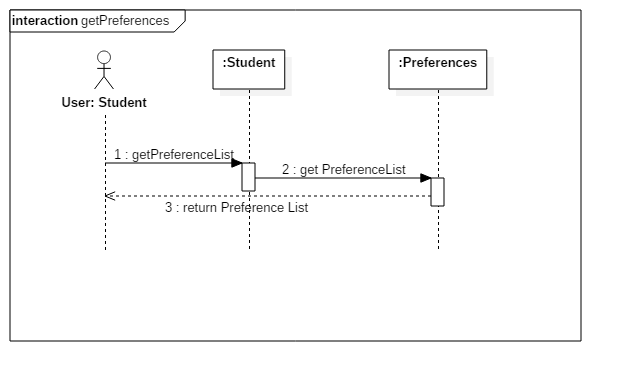 interaction getPreferences
:Student
:Preferences
User: Student
1 : getPreferenceList
2 : get PreferenceList
3 : return Preference List